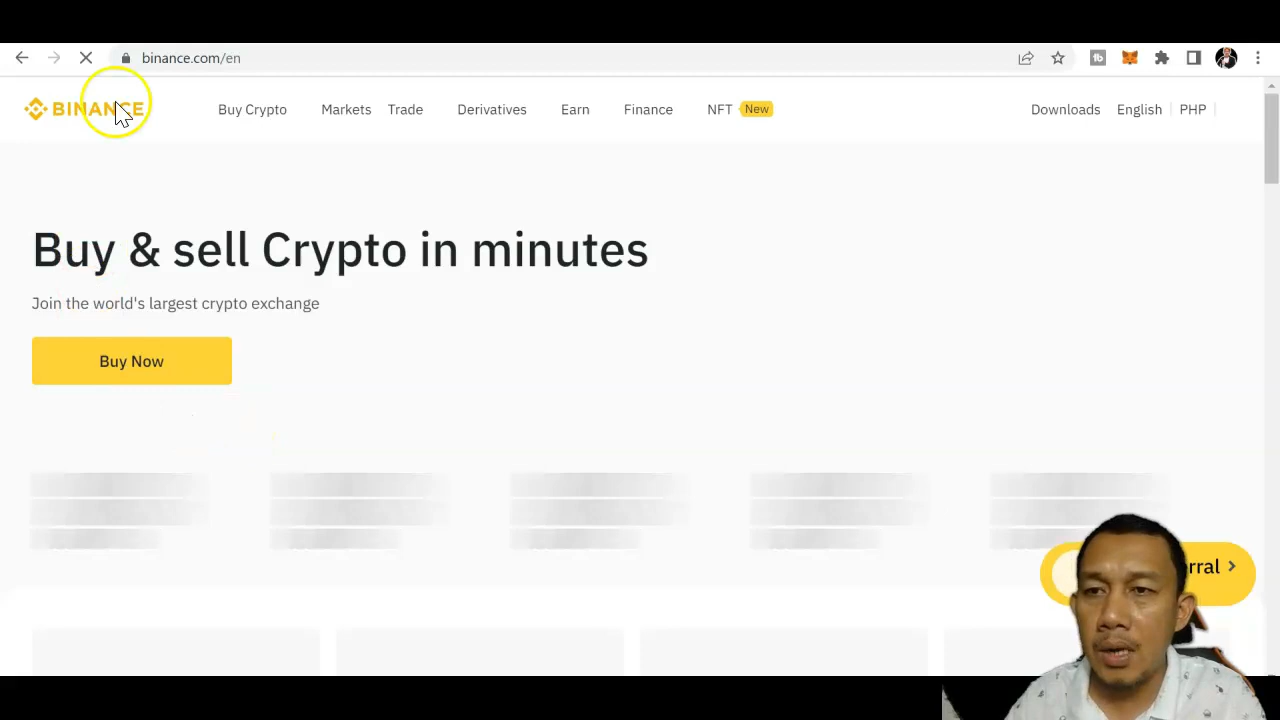 binance.com/en
BINANCE
Buy Crypto Markets Trade Derivatives Earn Finance NFT New Downloads English PHP
Buy & sell Crypto in minutes
Join the world's largest crypto exchange
Buy Now